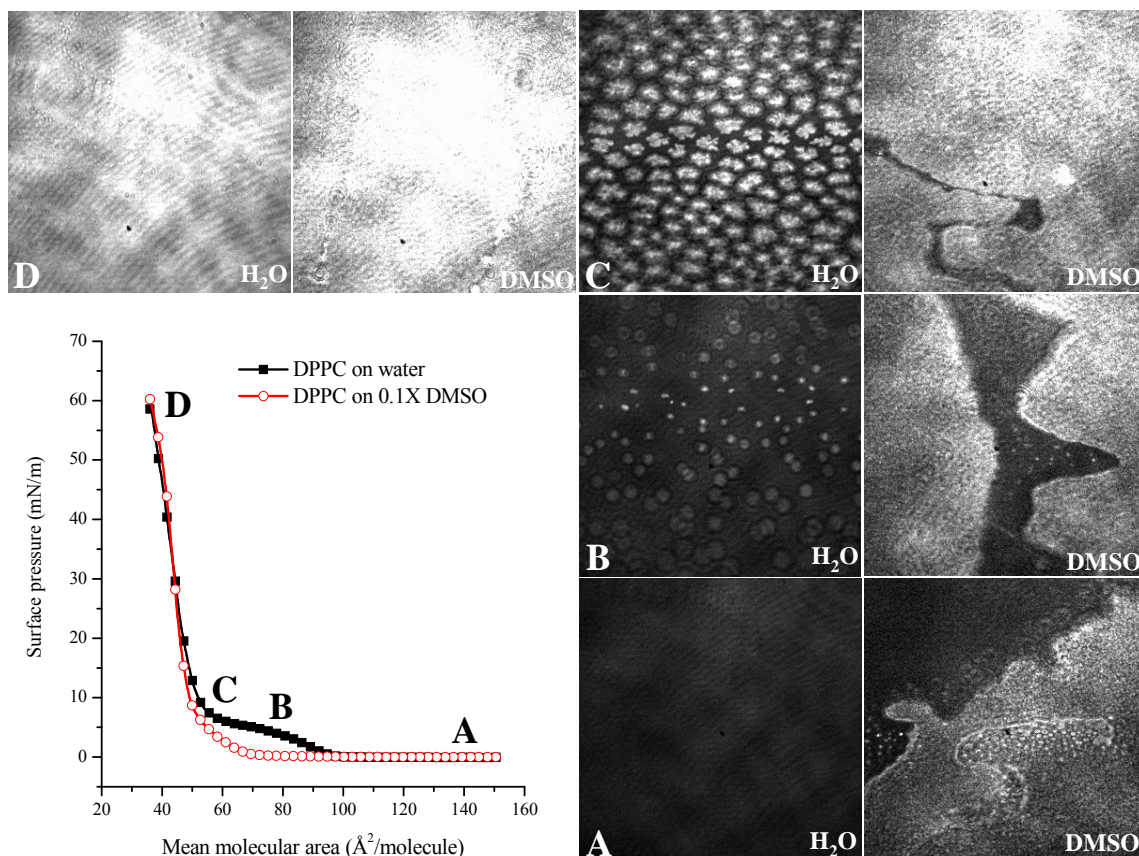 D
H₂O
DMSO
C
H₂O
DMSO
B
H₂O
DMSO
A
H₂O
DMSO
DPPC on water
DPPC on 0.1X DMSO
D
C
B
A
70
60
50
40
30
20
10
0
20 40 60 80 100 120 140 160
Surface pressure (mN/m)
Mean molecular area (Å²/molecule)